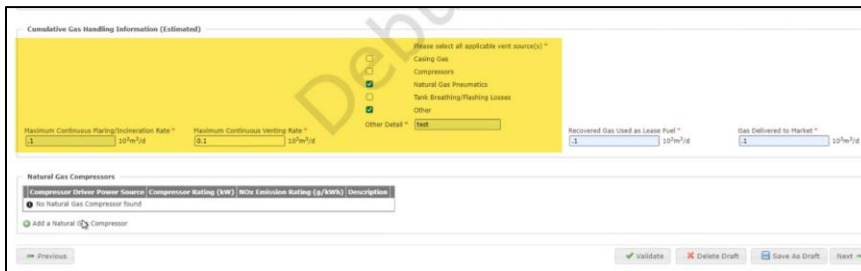 Cumulative Gas Handling Information (Estimated)
Please select all applicable vent source(s) *
Casing Gas
Compressors
Natural Gas Pneumatics
Tank Breathing/Flashing Losses
Other
Other Detail * test
Maximum Continuous Flaring/Incineration Rate * Maximum Continuous Venting Rate * Recovered Gas Used as Lease Fuel * Gas Delivered to Market *
.1 10³m³/d 0.1 10³m³/d .1 10³m³/d .1 10³m³/d
Natural Gas Compressors
Compressor Driver Power Source Compressor Rating (kW) NOx Emission Rating (g/kWh) Description
No Natural Gas Compressor found
Add a Natural Gas Compressor
Previous Validate Delete Draft Save As Draft Next
Debu